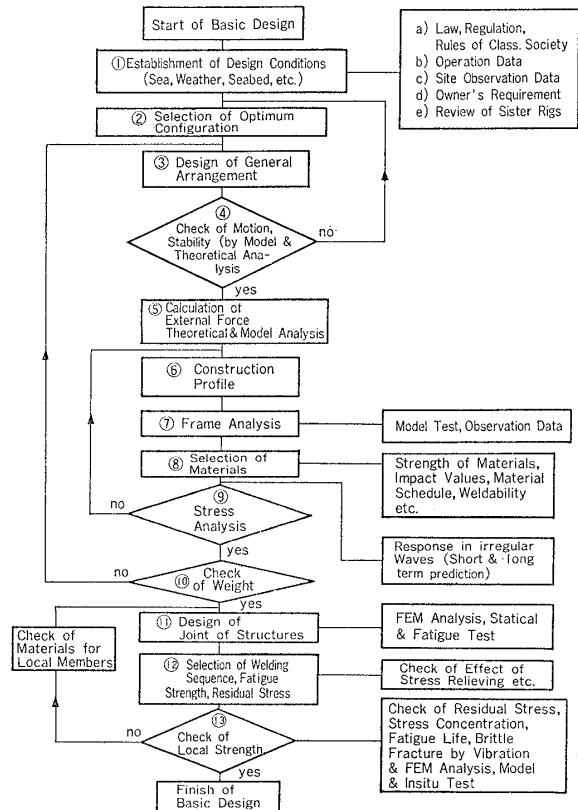 Start of Basic Design
① Establishment of Design Conditions
(Sea, Weather, Seabed, etc.)
a) Law, Regulation,
Rules of Class. Society
b) Operation Data
c) Site Observation Data
d) Owner's Requirement
e) Review of Sister Rigs
② Selection of Optimum
Configuration
③ Design of General
Arrangement
④
Check of Motion,
Stability (by Model &
Theoretical Ana-
lysis
no
yes
⑤ Calculation of
External Force
Theoretical & Model Analysis
⑥ Construction
Profile
⑦ Frame Analysis
Model Test, Observation Data
⑧ Selection of
Materials
Strength of Materials,
Impact Values, Material
Schedule, Weldability
etc.
⑨
Stress
Analysis
no
yes
Response in irregular
Waves (Short & long
term prediction)
⑩ Check
of Weight
no
yes
⑪ Design of
Joint of Structures
FEM Analysis, Statical
& Fatigue Test
Check of
Materials for
Local Members
⑫ Selection of Welding
Sequence, Fatigue
Strength, Residual Stress
Check of Effect of
Stress Relieving etc.
⑬
Check of
Local Strength
no
yes
Check of Residual Stress,
Stress Concentration,
Fatigue Life, Brittle
Fracture by Vibration
& FEM Analysis, Model
& Insitu Test
Finish of
Basic Design